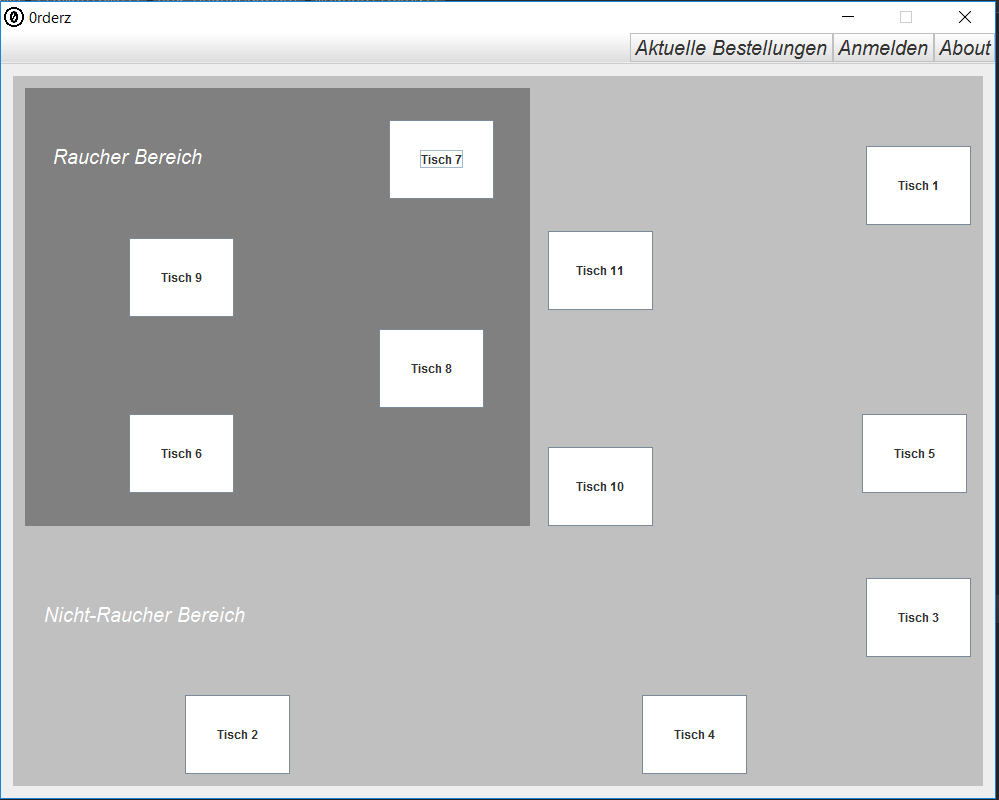 0rderz
Aktuelle Bestellungen Anmelden About
Raucher Bereich
Tisch 7
Tisch 1
Tisch 9
Tisch 11
Tisch 8
Tisch 6
Tisch 5
Tisch 10
Nicht-Raucher Bereich
Tisch 3
Tisch 2
Tisch 4